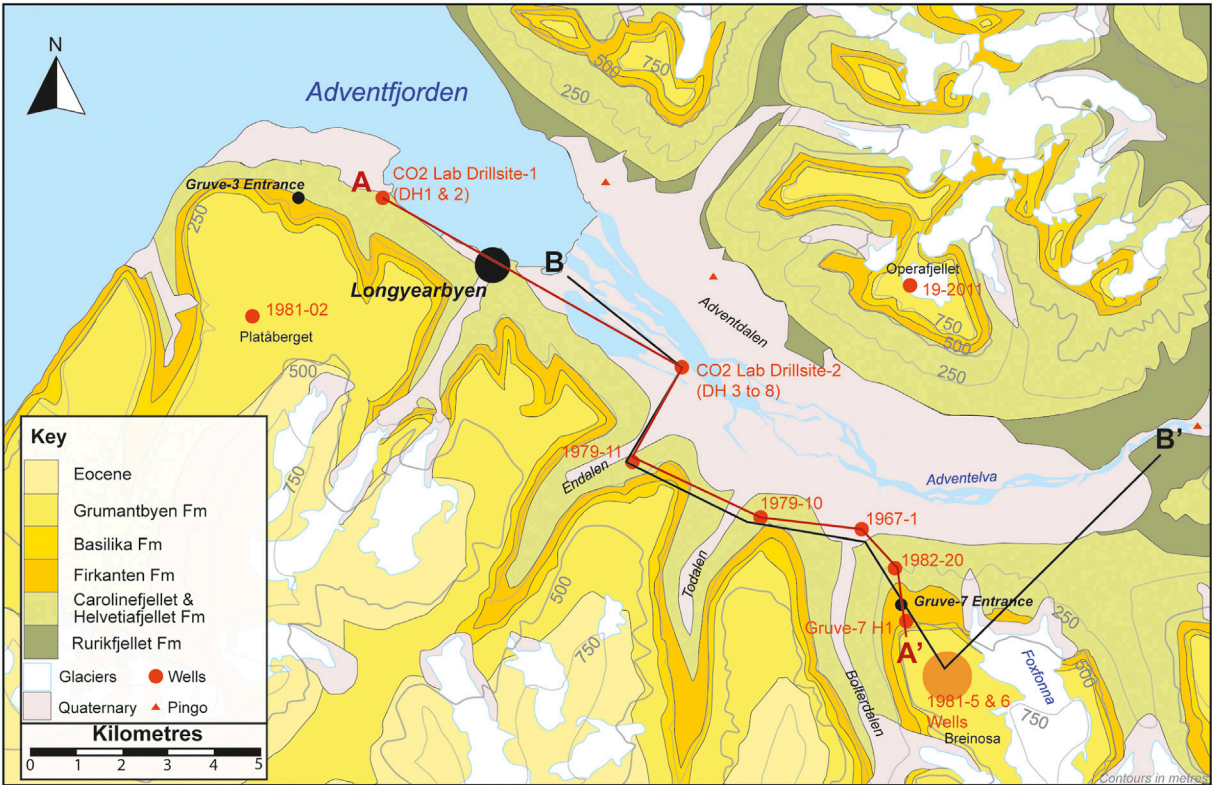 N
Adventfjorden
500
750
250
Gruve-3 Entrance
A
CO2 Lab Drillsite-1
(DH1 & 2)
250
B
Longyearbyen
Operafjellet
19-2011
Adventdalen
750
500
250
1981-02
Platåberget
500
CO2 Lab Drillsite-2
(DH 3 to 8)
B'
1979-11
Endalen
Adventelva
1979-10
1967-1
1982-20
Todalen
Gruve-7 Entrance
250
Gruve-7 H1
A'
Foxfonna
500
750
500
750
Bolterdalen
1981-5 & 6
Wells
Breinosa
750
Key
Eocene
Grumantbyen Fm
Basilika Fm
Firkanten Fm
Carolinefjellet &
Helvetiafjellet Fm
Rurikfjellet Fm
Glaciers
Wells
Quaternary
Pingo
Kilometres
0 1 2 3 4 5
Contours in metres